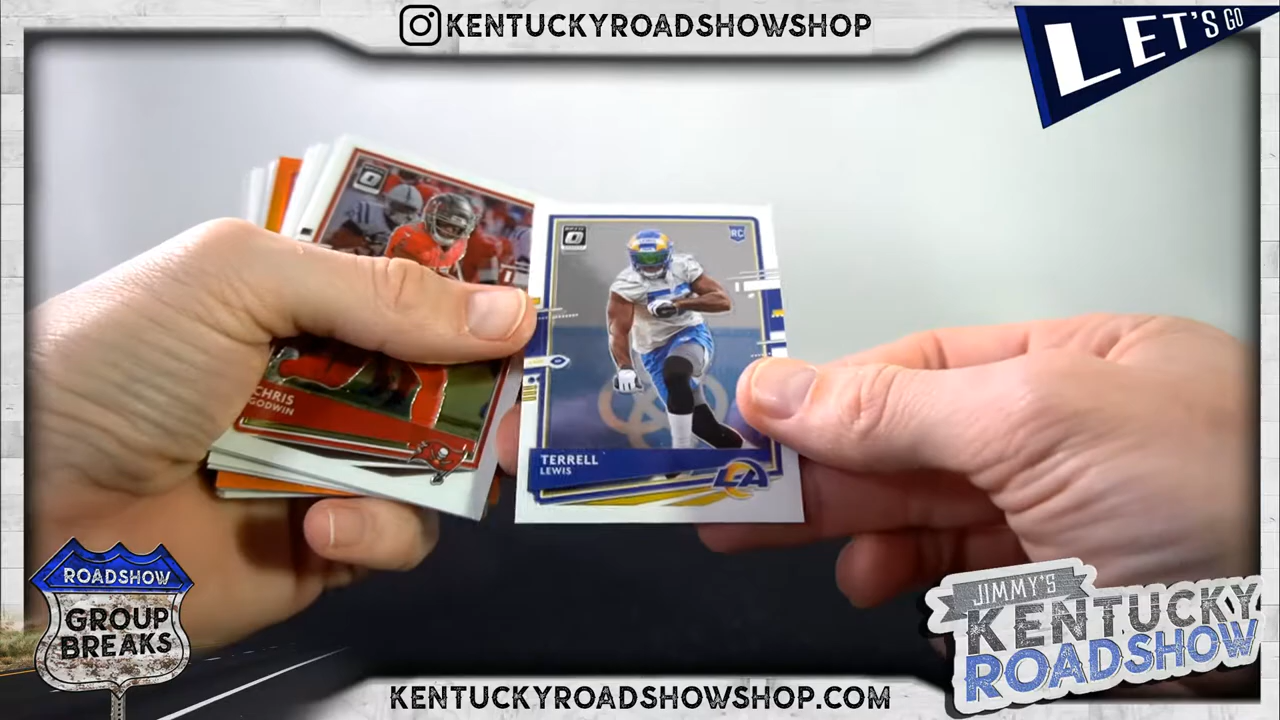 KENTUCKYROADSHOWSHOP
LET'S GO
RC
CHRIS
GODWIN
TERRELL
LEWIS
LA
ROADSHOW
GROUP
BREAKS
JIMMY'S
KENTUCKY
ROADSHOW
KENTUCKYROADSHOWSHOP.COM